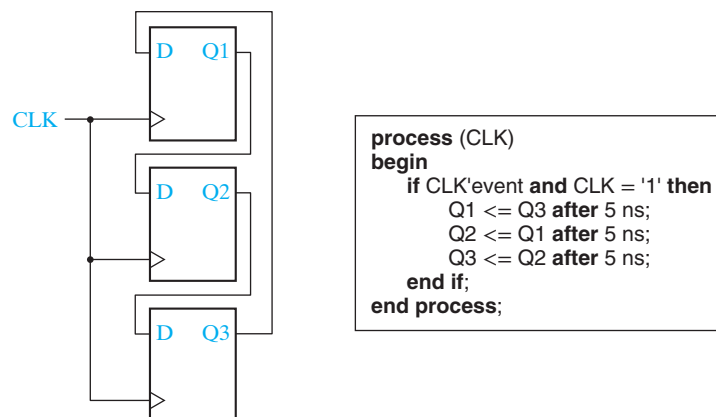 D Q1
CLK
D Q2
D Q3
process (CLK)
begin
if CLK'event and CLK = '1' then
Q1 <= Q3 after 5 ns;
Q2 <= Q1 after 5 ns;
Q3 <= Q2 after 5 ns;
end if;
end process;